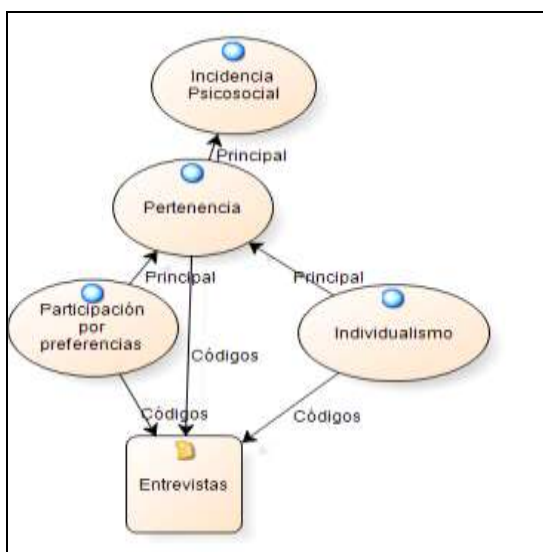 Incidencia
Psicosocial
Principal
Pertenencia
Principal
Principal
Participación
por
preferencias
Individualismo
Códigos
Códigos
Códigos
Entrevistas